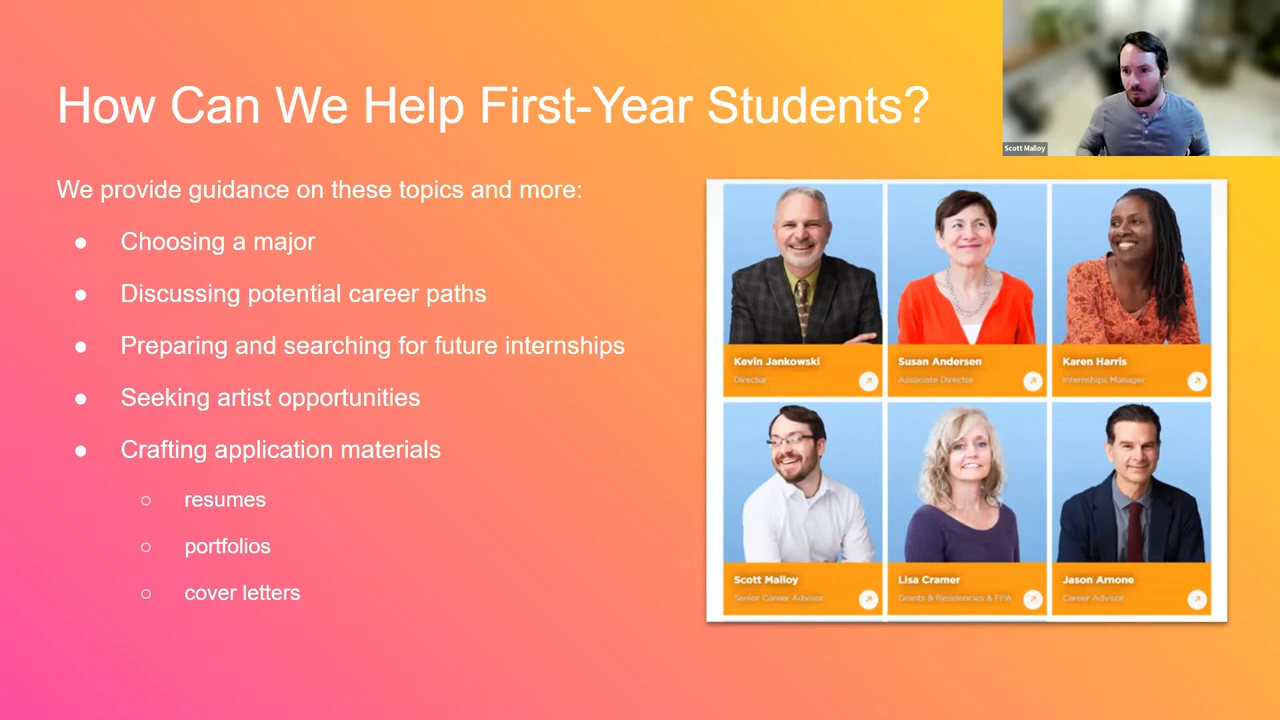 How Can We Help First-Year Students?
Scott Malloy
We provide guidance on these topics and more:
● Choosing a major
● Discussing potential career paths
● Preparing and searching for future internships
● Seeking artist opportunities
● Crafting application materials
○ resumes
○ portfolios
○ cover letters
Kevin Jankowski
Director
Susan Andersen
Associate Director
Karen Harris
Internships Manager
Scott Malloy
Senior Career Advisor
Lisa Cramer
Grants & Residencies & FPA
Jason Arnone
Career Advisor